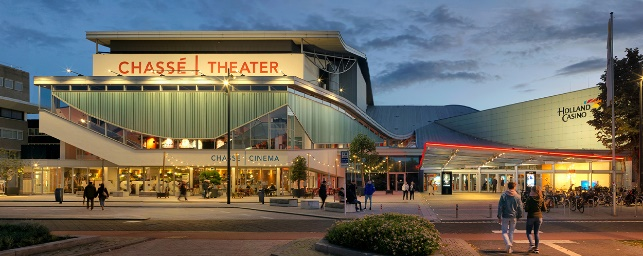 CHASSÉ THEATER
HOLLAND
CASINO
CHASSÉ CINEMA